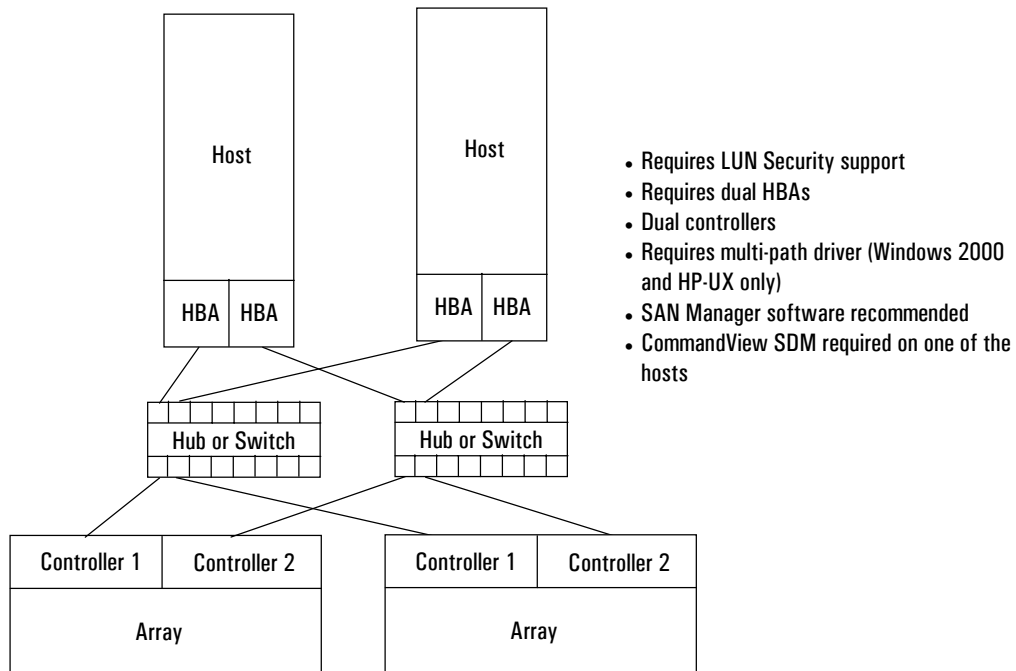 Host
Host
HBA HBA
HBA HBA
• Requires LUN Security support
• Requires dual HBAs
• Dual controllers
• Requires multi-path driver (Windows 2000
and HP-UX only)
• SAN Manager software recommended
• CommandView SDM required on one of the
hosts
Hub or Switch
Hub or Switch
Controller 1
Controller 2
Controller 1
Controller 2
Array
Array